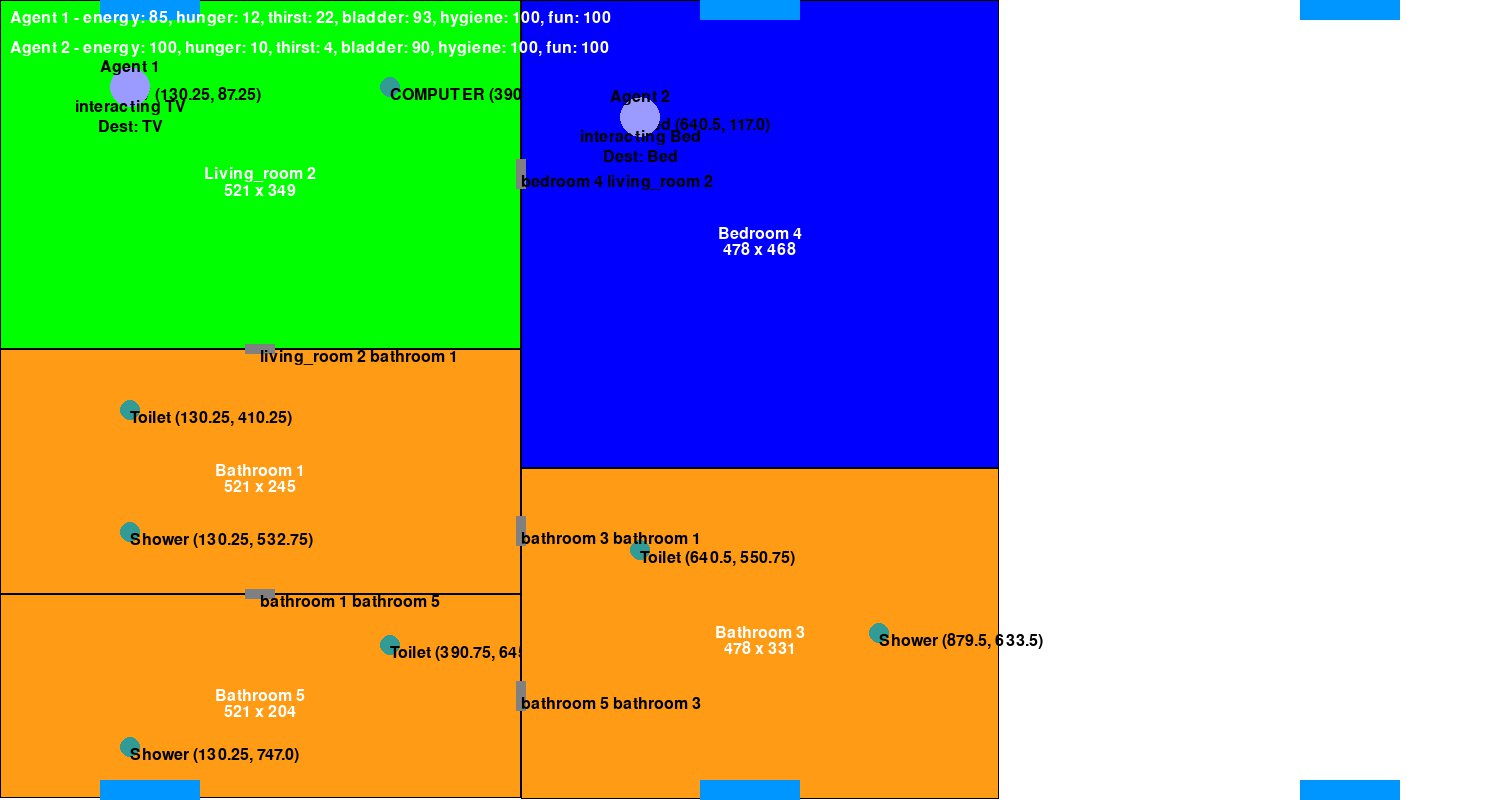 Agent 1 - energy: 85, hunger: 12, thirst: 22, bladder: 93, hygiene: 100, fun: 100
Agent 2 - energy: 100, hunger: 10, thirst: 4, bladder: 90, hygiene: 100, fun: 100
Agent 1
(130.25, 87.25)
COMPUTER (390
interacting TV
Dest: TV
Agent 2
d (640.5, 117.0)
interacting Bed
Dest: Bed
Living_room 2
521 x 349
bedroom 4 living_room 2
Bedroom 4
478 x 468
living_room 2 bathroom 1
Toilet (130.25, 410.25)
Bathroom 1
521 x 245
Shower (130.25, 532.75)
bathroom 3 bathroom 1
Toilet (640.5, 550.75)
bathroom 1 bathroom 5
Toilet (390.75, 645
Bathroom 3
478 x 331
Shower (879.5, 633.5)
Bathroom 5
521 x 204
bathroom 5 bathroom 3
Shower (130.25, 747.0)